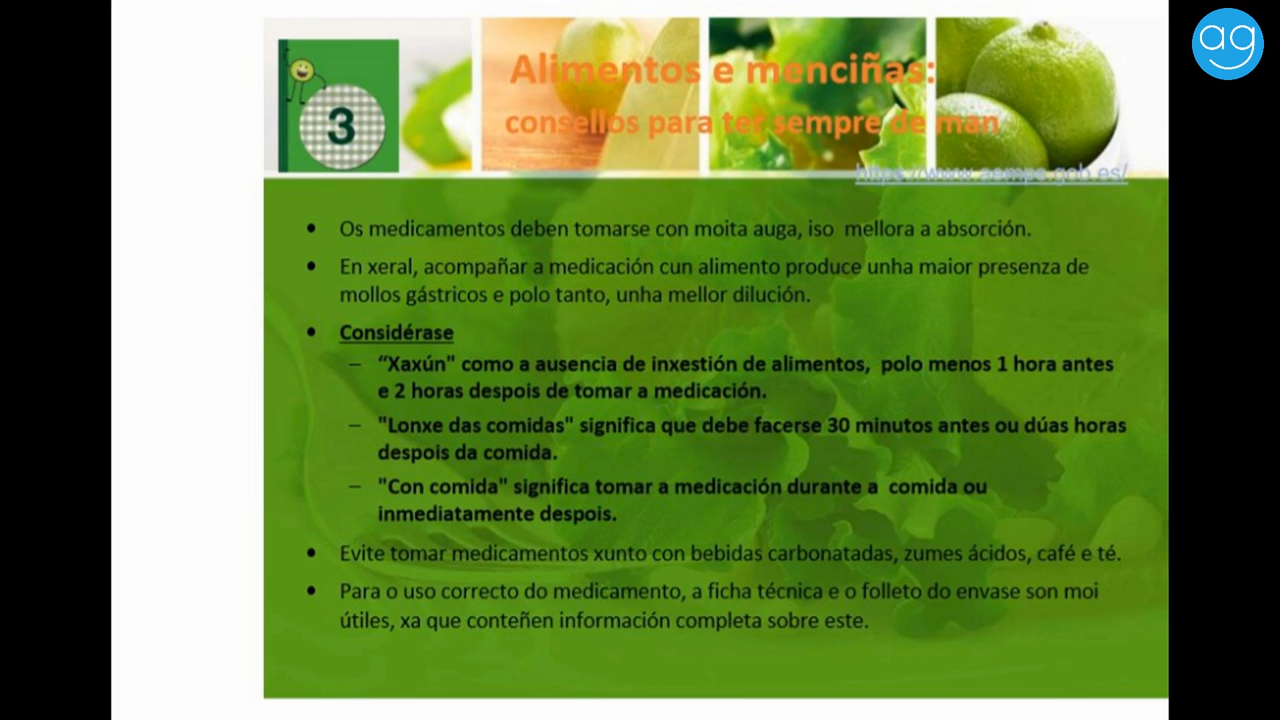 ag
3
Alimentos e menciñas:
consellos para ter sempre de man
https://www.aemps.gob.es/
• Os medicamentos deben tomarse con moita auga, iso mellora a absorción.
• En xeral, acompañar a medicación cun alimento produce unha maior presenza de
mollos gástricos e polo tanto, unha mellor dilución.
• Considérase
– “Xaxún" como a ausencia de inxestión de alimentos, polo menos 1 hora antes
e 2 horas despois de tomar a medicación.
– "Lonxe das comidas" significa que debe facerse 30 minutos antes ou dúas horas
despois da comida.
– "Con comida" significa tomar a medicación durante a comida ou
inmediatamente despois.
• Evite tomar medicamentos xunto con bebidas carbonatadas, zumes ácidos, café e té.
• Para o uso correcto do medicamento, a ficha técnica e o folleto do envase son moi
útiles, xa que conteñen información completa sobre este.